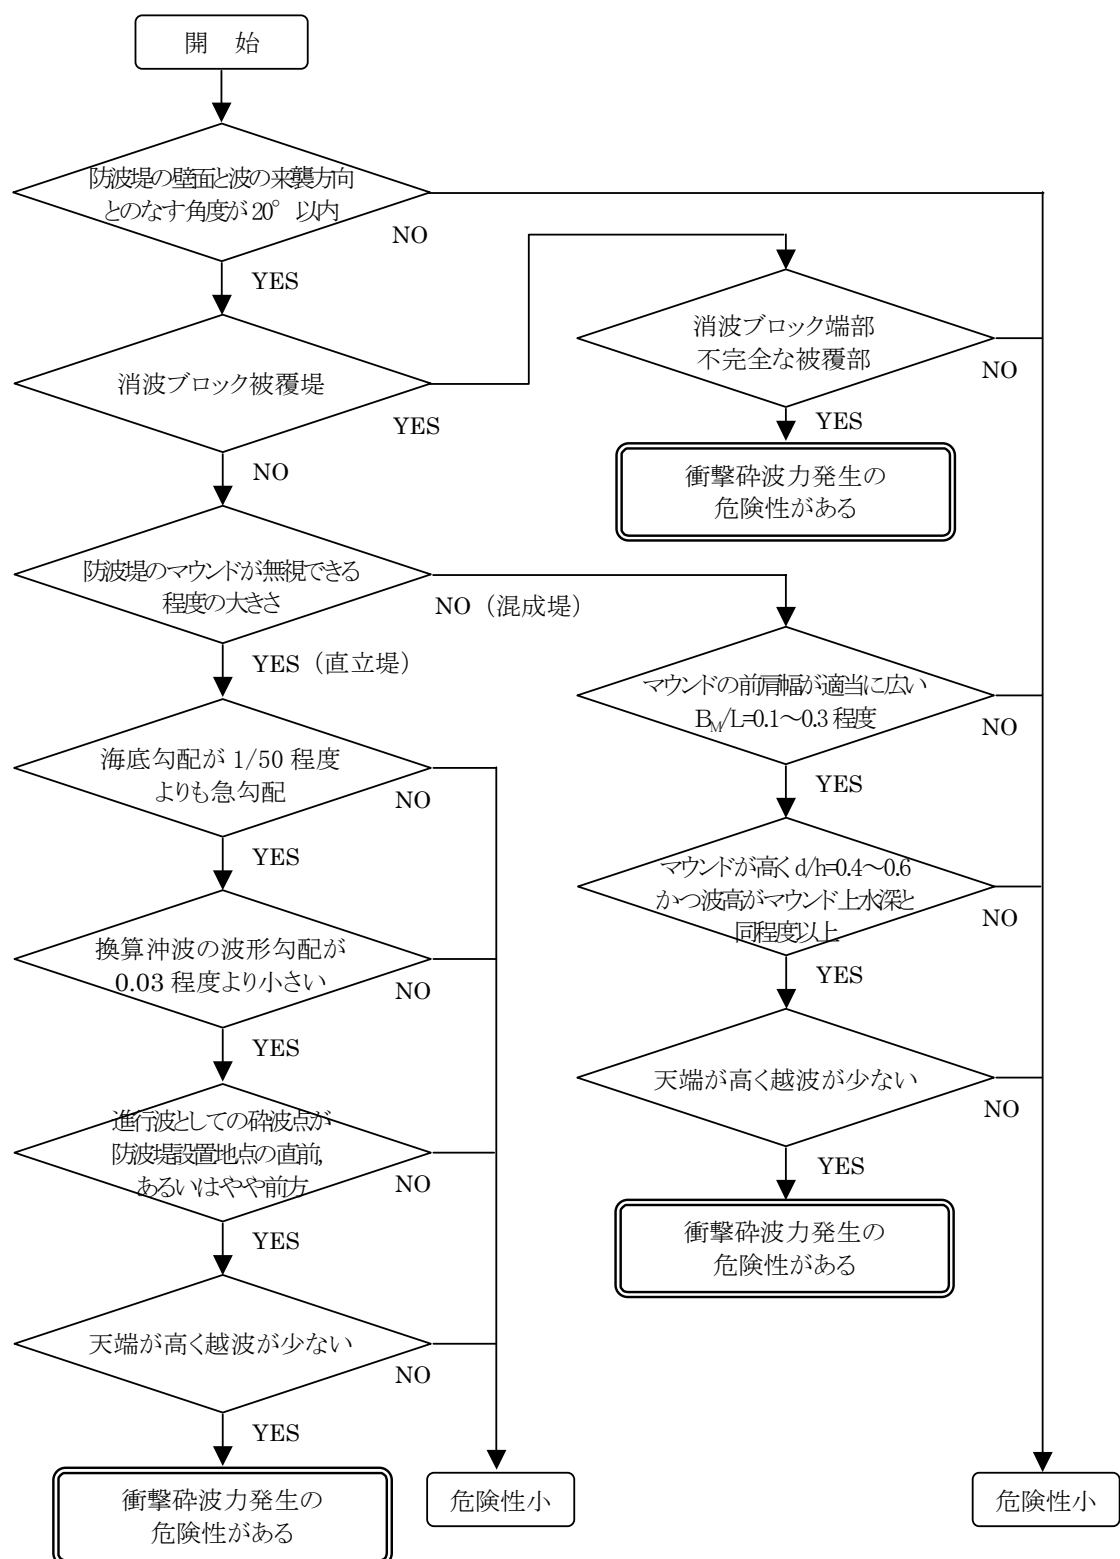 開　始
防波堤の壁面と波の来襲方向
とのなす角度が 20°　以内
NO
YES
消波ブロック端部
不完全な被覆部
NO
消波ブロック被覆堤
YES
YES
NO
衝撃砕波力発生の
危険性がある
防波堤のマウンドが無視できる
程度の大きさ
NO（混成堤）
YES（直立堤）
マウンドの前肩幅が適当に広い
B_M/L=0.1～0.3 程度
NO
YES
海底勾配が 1/50 程度
よりも急勾配
NO
YES
マウンドが高く d/h=0.4～0.6
かつ波高がマウンド上水深と
同程度以上
NO
YES
換算沖波の波形勾配が
0.03 程度より小さい
NO
YES
天端が高く越波が少ない
NO
YES
進行波としての砕波点が
防波堤設置地点の直前,
あるいはやや前方
NO
YES
衝撃砕波力発生の
危険性がある
天端が高く越波が少ない
NO
YES
衝撃砕波力発生の
危険性がある
危険性小
危険性小